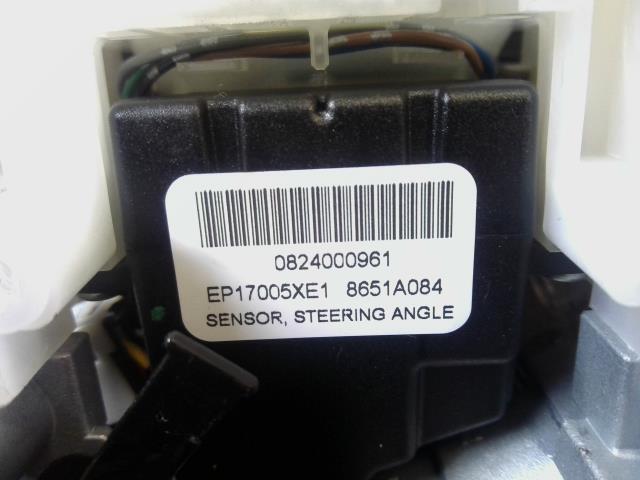 0824000961
EP17005XE1 8651A084
SENSOR, STEERING ANGLE